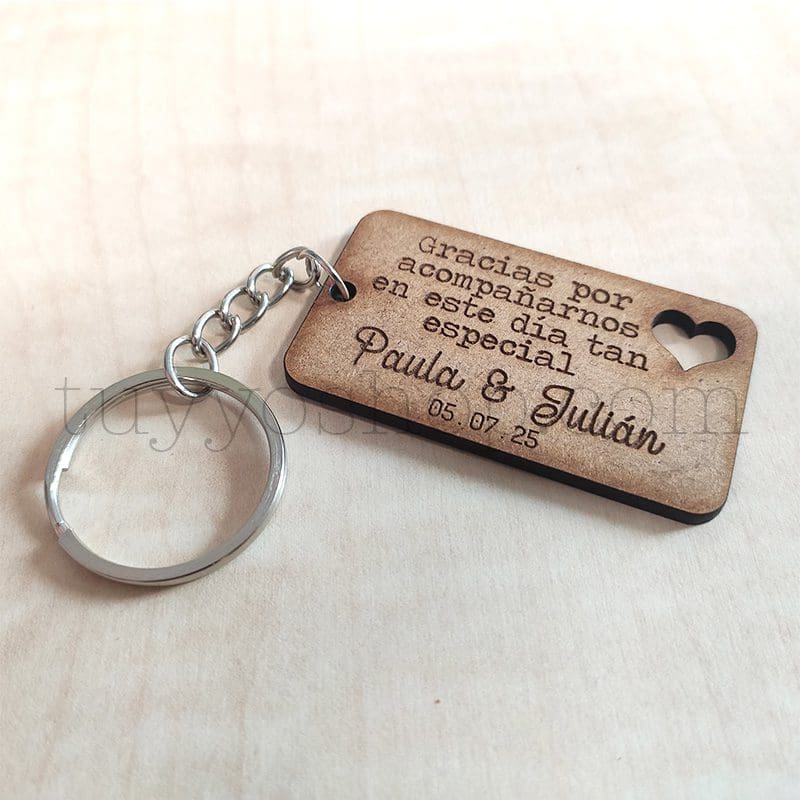 Gracias por
acompañarnos
en este día tan
especial
Paula & Julián
05.07.25
tuyyoshop.com